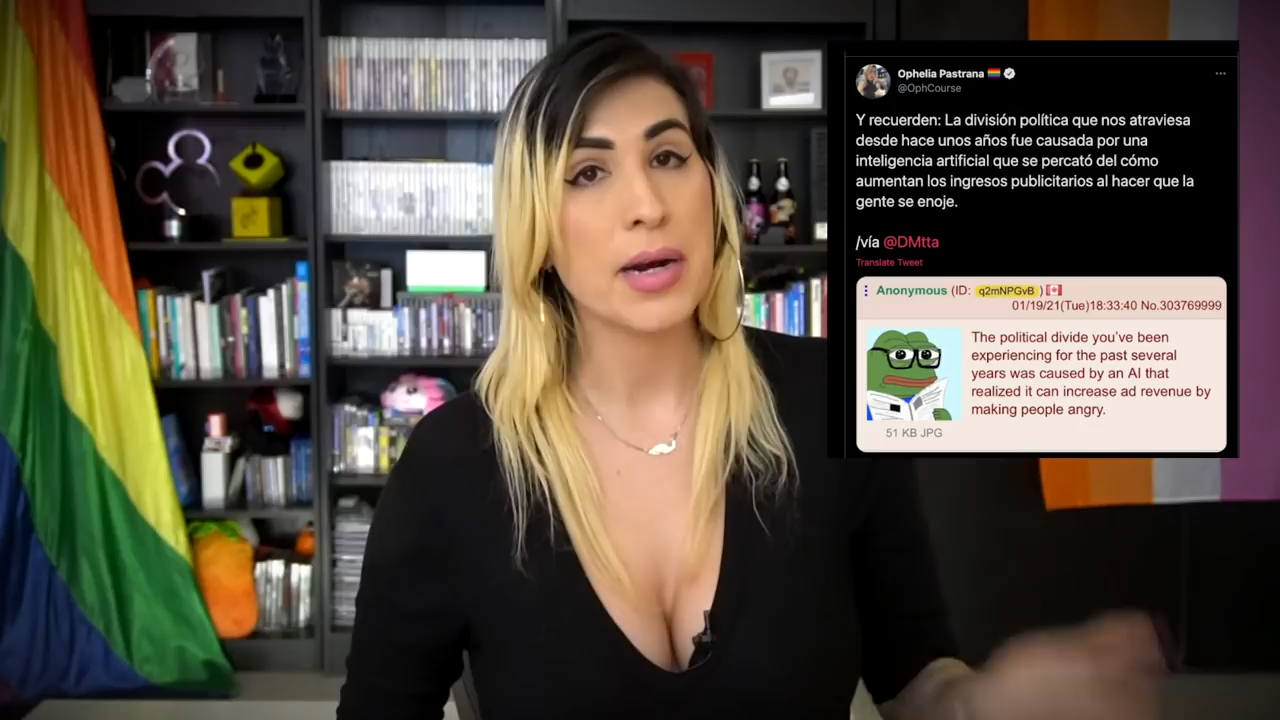 Ophelia Pastrana 🏳️‍🌈
@OphCourse
Y recuerden: La división política que nos atraviesa
desde hace unos años fue causada por una
inteligencia artificial que se percató del cómo
aumentan los ingresos publicitarios al hacer que la
gente se enoje.
/vía @DMtta
Translate Tweet
Anonymous (ID: q2mNPGvB) 🇨🇦
01/19/21(Tue)18:33:40 No.303769999
The political divide you've been
experiencing for the past several
years was caused by an AI that
realized it can increase ad revenue by
making people angry.
51 KB JPG